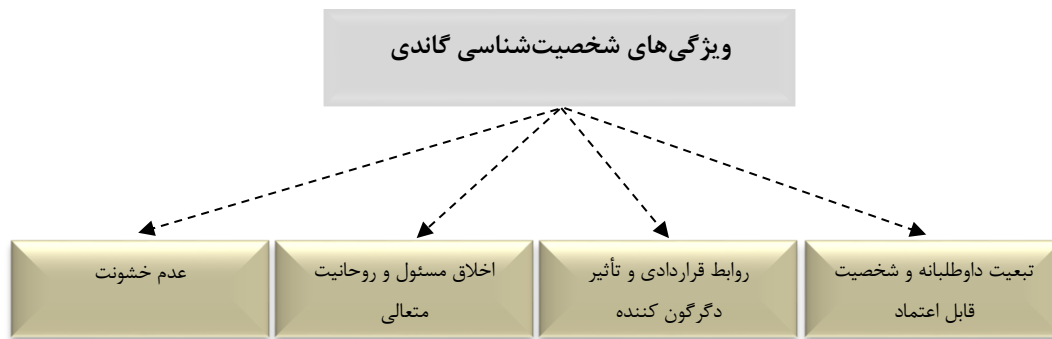 ویژگی‌های شخصیت‌شناسی گاندی
تبعیت داوطلبانه و شخصیت
قابل اعتماد
روابط قراردادی و تأثیر
دگرگون کننده
اخلاق مسئول و روحانیت
متعالی
عدم خشونت